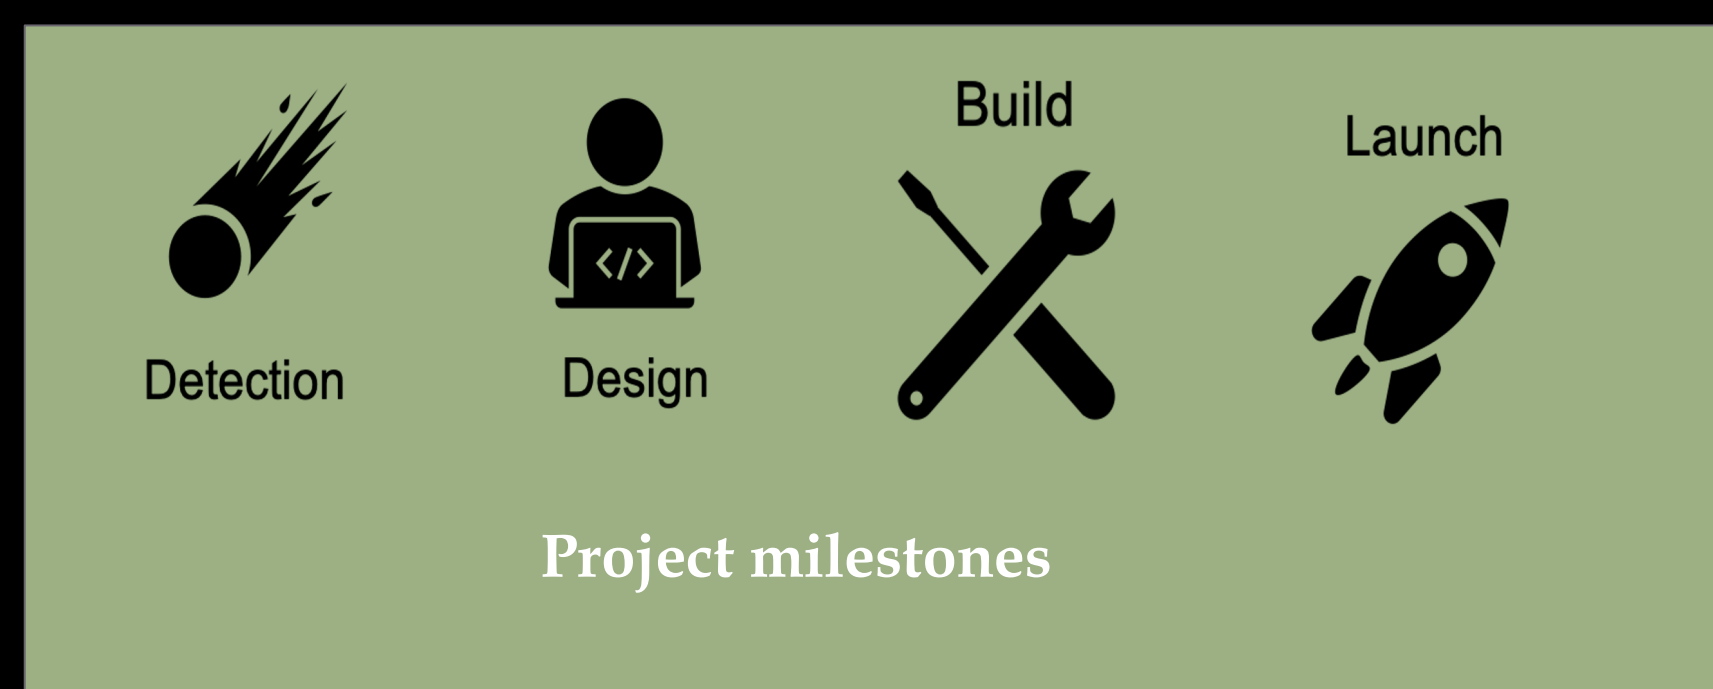 Build
Launch
Detection
Design
</>
Project milestones